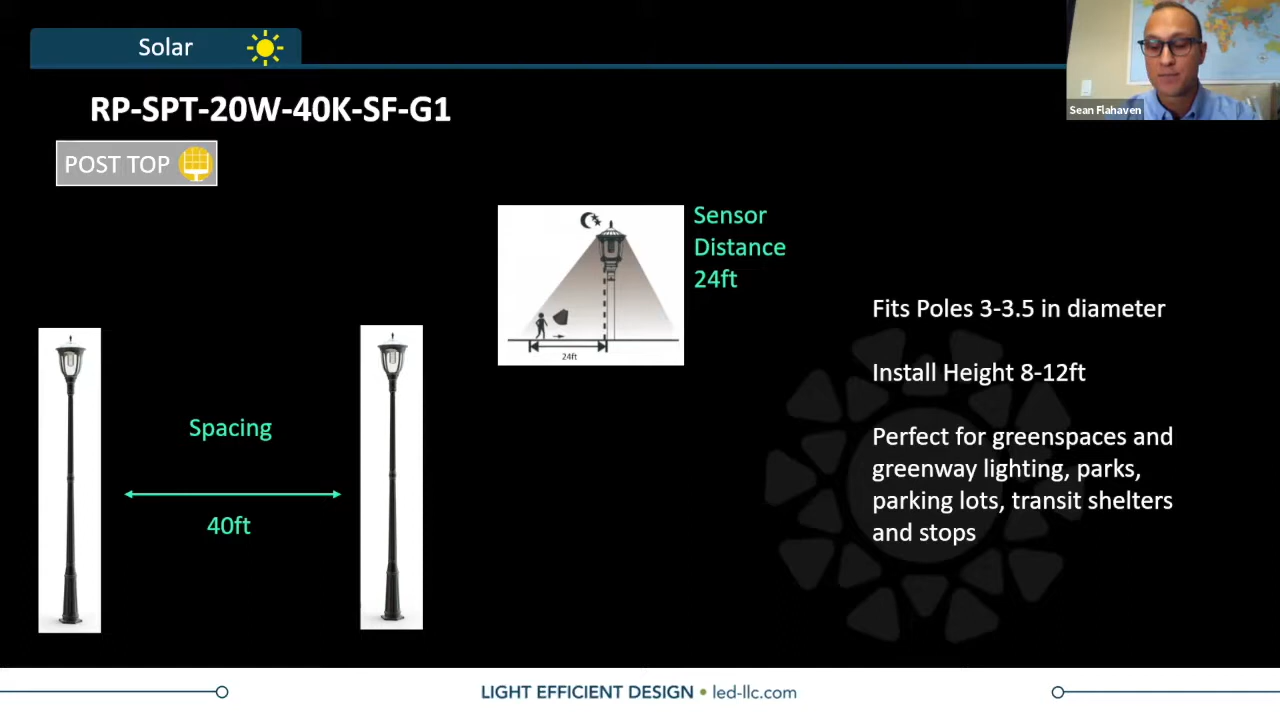 Solar
Sean Flahaven
RP-SPT-20W-40K-SF-G1
POST TOP
Sensor
Distance
24ft
24ft
Fits Poles 3-3.5 in diameter
Install Height 8-12ft
Perfect for greenspaces and
greenway lighting, parks,
parking lots, transit shelters
and stops
Spacing
40ft
LIGHT EFFICIENT DESIGN • led-llc.com